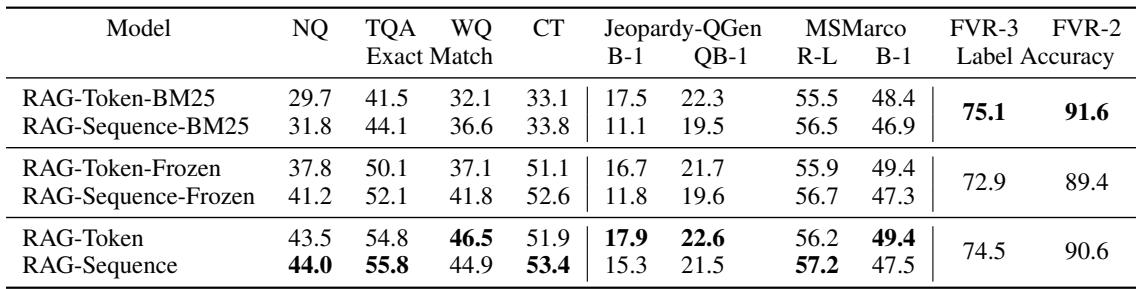 Model NQ TQA WQ CT Jeopardy-QGen MSMarco FVR-3 FVR-2
Exact Match B-1 QB-1 R-L B-1 Label Accuracy
RAG-Token-BM25 29.7 41.5 32.1 33.1 17.5 22.3 55.5 48.4 75.1 91.6
RAG-Sequence-BM25 31.8 44.1 36.6 33.8 11.1 19.5 56.5 46.9
RAG-Token-Frozen 37.8 50.1 37.1 51.1 16.7 21.7 55.9 49.4 72.9 89.4
RAG-Sequence-Frozen 41.2 52.1 41.8 52.6 11.8 19.6 56.7 47.3
RAG-Token 43.5 54.8 46.5 51.9 17.9 22.6 56.2 49.4 74.5 90.6
RAG-Sequence 44.0 55.8 44.9 53.4 15.3 21.5 57.2 47.5